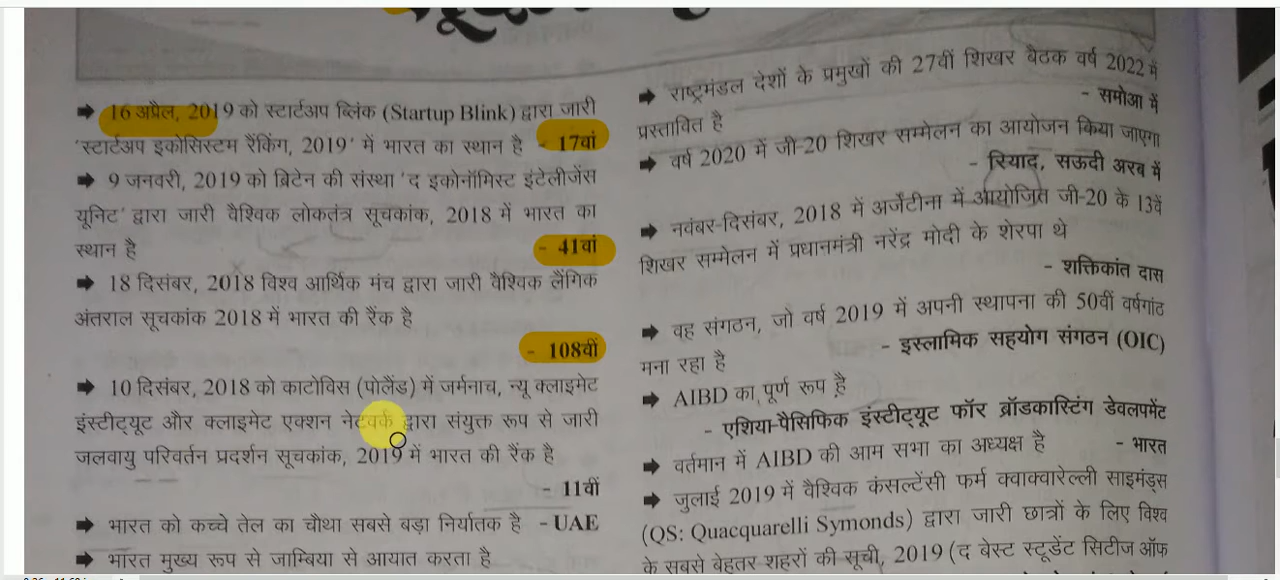 ➡ 16 अप्रैल, 2019 को स्टार्टअप ब्लिंक (Startup Blink) द्वारा जारी
'स्टार्टअप इकोसिस्टम रैंकिंग, 2019' में भारत का स्थान है - 17वां
➡ 9 जनवरी, 2019 को ब्रिटेन की संस्था 'द इकोनॉमिस्ट इंटेलीजेंस
यूनिट' द्वारा जारी वैश्विक लोकतंत्र सूचकांक, 2018 में भारत का
स्थान है - 41वां
➡ 18 दिसंबर, 2018 विश्व आर्थिक मंच द्वारा जारी वैश्विक लैंगिक
अंतराल सूचकांक 2018 में भारत की रैंक है
- 108वीं
➡ 10 दिसंबर, 2018 को काटोविस (पोलैंड) में जर्मनाच, न्यू क्लाइमेट
इंस्टीट्यूट और क्लाइमेट एक्शन नेटवर्क द्वारा संयुक्त रूप से जारी
जलवायु परिवर्तन प्रदर्शन सूचकांक, 2019 में भारत की रैंक है
- 11वीं
➡ भारत को कच्चे तेल का चौथा सबसे बड़ा निर्यातक है - UAE
➡ भारत मुख्य रूप से जाम्बिया से आयात करता है
➡ राष्ट्रमंडल देशों के प्रमुखों की 27वीं शिखर बैठक वर्ष 2022 में
प्रस्तावित है - समोआ में
➡ वर्ष 2020 में जी-20 शिखर सम्मेलन का आयोजन किया जाएगा
- रियाद, सऊदी अरब में
➡ नवंबर-दिसंबर, 2018 में अर्जेंटीना में आयोजित जी-20 के 13वें
शिखर सम्मेलन में प्रधानमंत्री नरेंद्र मोदी के शेरपा थे
- शक्तिकांत दास
➡ वह संगठन, जो वर्ष 2019 में अपनी स्थापना की 50वीं वर्षगांठ
मना रहा है - इस्लामिक सहयोग संगठन (OIC)
➡ AIBD का पूर्ण रूप है
- एशिया-पैसिफिक इंस्टीट्यूट फॉर ब्रॉडकास्टिंग डेवलपमेंट
➡ वर्तमान में AIBD की आम सभा का अध्यक्ष है - भारत
➡ जुलाई 2019 में वैश्विक कंसल्टेंसी फर्म क्वाक्वारेल्ली साइमंड्स
(QS: Quacquarelli Symonds) द्वारा जारी छात्रों के लिए विश्व
के सबसे बेहतर शहरों की सूची, 2019 (द बेस्ट स्टूडेंट सिटीज ऑफ